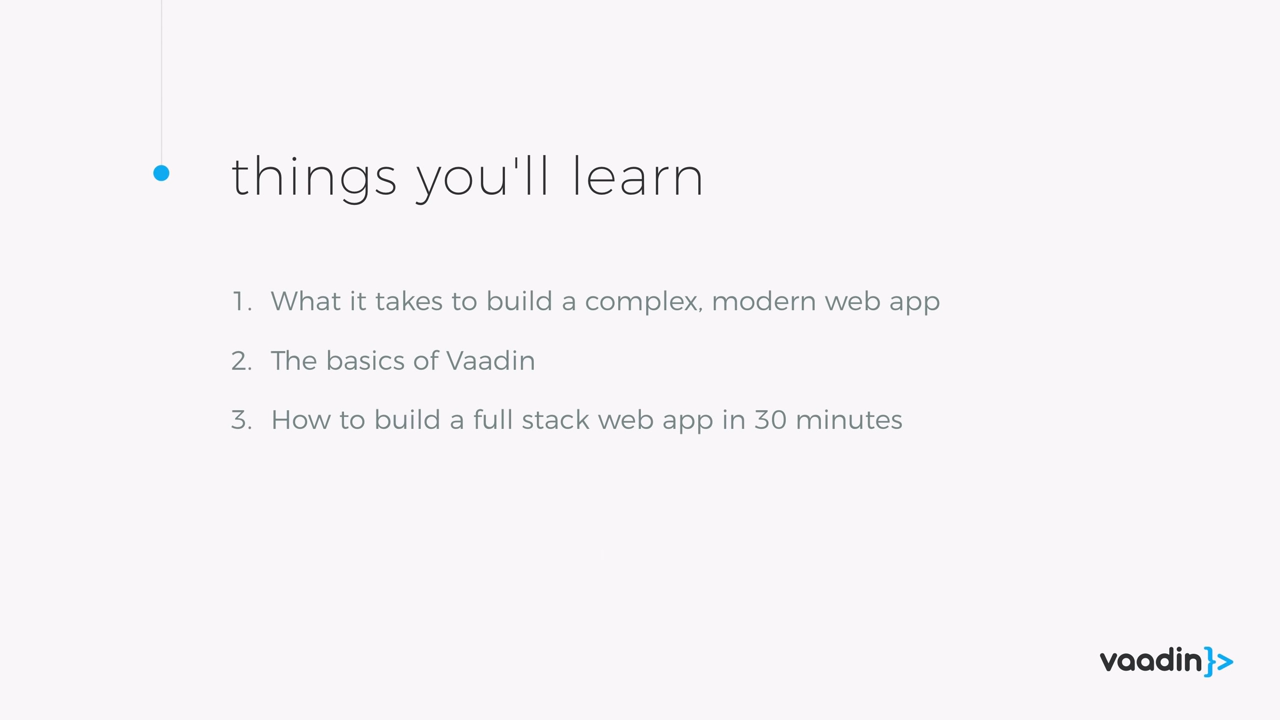 things you'll learn
1. What it takes to build a complex, modern web app
2. The basics of Vaadin
3. How to build a full stack web app in 30 minutes
vaadin}>